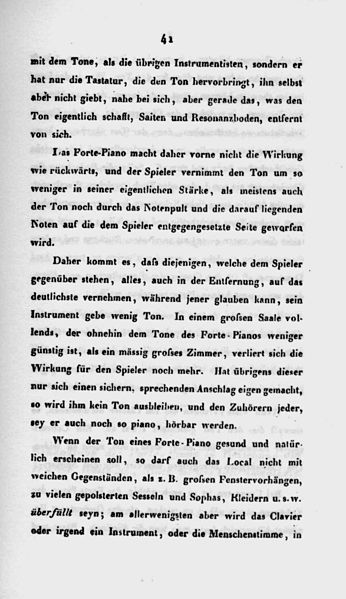 41
mit dem Tone, als die übrigen Instrumentisten, sondern er
hat nur die Tastatur, die den Ton hervorbringt, ihn selbst
aber nicht giebt, nahe bei sich, aber gerade das, was den
Ton eigentlich schafft, Saiten und Resonanzboden, entfernt
von sich.
Das Forte-Piano macht daher vorne nicht die Wirkung
wie rückwärts, und der Spieler vernimmt den Ton um so
weniger in seiner eigentlichen Stärke, als meistens auch
der Ton noch durch das Notenpult und die darauf liegenden
Noten auf die dem Spieler entgegengesetzte Seite geworfen
wird.
Daher kommt es, daſs diejenigen, welche dem Spieler
gegenüber stehen, alles, auch in der Entfernung, auf das
deutlichste vernehmen, während jener glauben kann, sein
Instrument gebe wenig Ton. In einem groſsen Saale vol-
lends, der ohnehin dem Tone des Forte-Pianos weniger
günstig ist, als ein mässig groſses Zimmer, verliert sich die
Wirkung für den Spieler noch mehr. Hat übrigens dieser
nur sich einen sichern, sprechenden Anschlag eigen gemacht,
so wird ihm kein Ton ausbleiben, und den Zuhörern jeder,
sey er auch noch so piano, hörbar werden.
Wenn der Ton eines Forte-Piano gesund und natür-
lich erscheinen soll, so darf auch das Local nicht mit
weichen Gegenständen, als z. B. groſsen Fenstervorhängen,
zu vielen gepolsterten Sesseln und Sophas, Kleidern u. s. w.
überfüllt seyn; am allerwenigsten aber wird das Clavier
oder irgend ein Instrument, oder die Menschenstimme, in